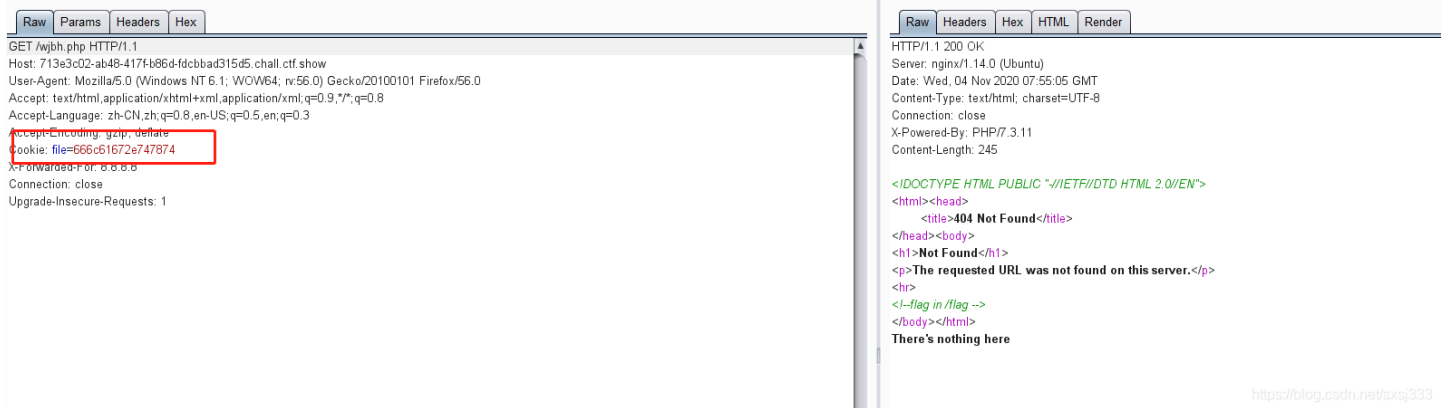 Raw Params Headers Hex
GET /wjbh.php HTTP/1.1
Host: 713e3c02-ab48-417f-b86d-fdcbbad315d5.chall.ctf.show
User-Agent: Mozilla/5.0 (Windows NT 6.1; WOW64; rv:56.0) Gecko/20100101 Firefox/56.0
Accept: text/html,application/xhtml+xml,application/xml;q=0.9,*/*;q=0.8
Accept-Language: zh-CN,zh;q=0.8,en-US;q=0.5,en;q=0.3
Accept-Encoding: gzip, deflate
Cookie: file=666c61672e747874
X-Forwarded-For: 8.8.8.8
Connection: close
Upgrade-Insecure-Requests: 1
Raw Headers Hex HTML Render
HTTP/1.1 200 OK
Server: nginx/1.14.0 (Ubuntu)
Date: Wed, 04 Nov 2020 07:55:05 GMT
Content-Type: text/html; charset=UTF-8
Connection: close
X-Powered-By: PHP/7.3.11
Content-Length: 245
<!DOCTYPE HTML PUBLIC "-//IETF//DTD HTML 2.0//EN">
<html><head>
<title>404 Not Found</title>
</head><body>
<h1>Not Found</h1>
<p>The requested URL was not found on this server.</p>
<hr>
<!--flag in /flag -->
</body></html>
There's nothing here
https://blog.csdn.net/sxsj333